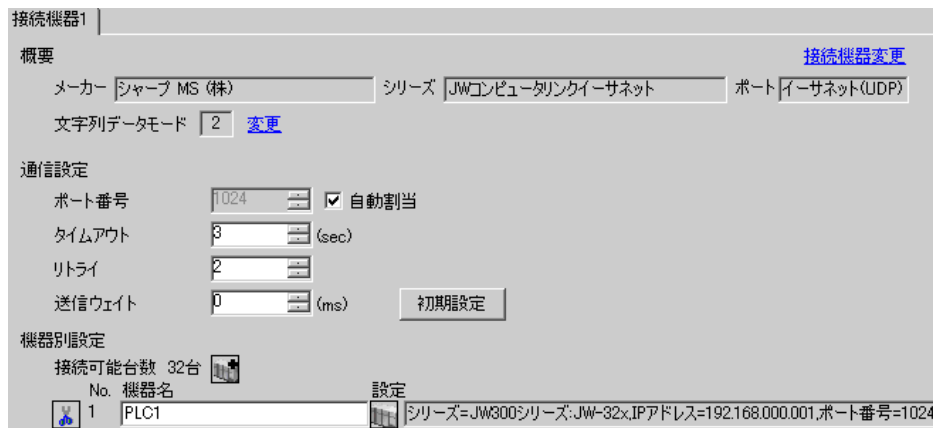 接続機器1
概要 接続機器変更
メーカー シャープ MS (株) シリーズ JWコンピュータリンクイーサネット ポート イーサネット(UDP)
文字列データモード 2 変更
通信設定
ポート番号 1024 自動割当
タイムアウト 3 (sec)
リトライ 2
送信ウェイト 0 (ms) 初期設定
機器別設定
接続可能台数 32台
No. 機器名 設定
1 PLC1 シリーズ=JW300シリーズ:JW-32x,IPアドレス=192.168.000.001,ポート番号=1024